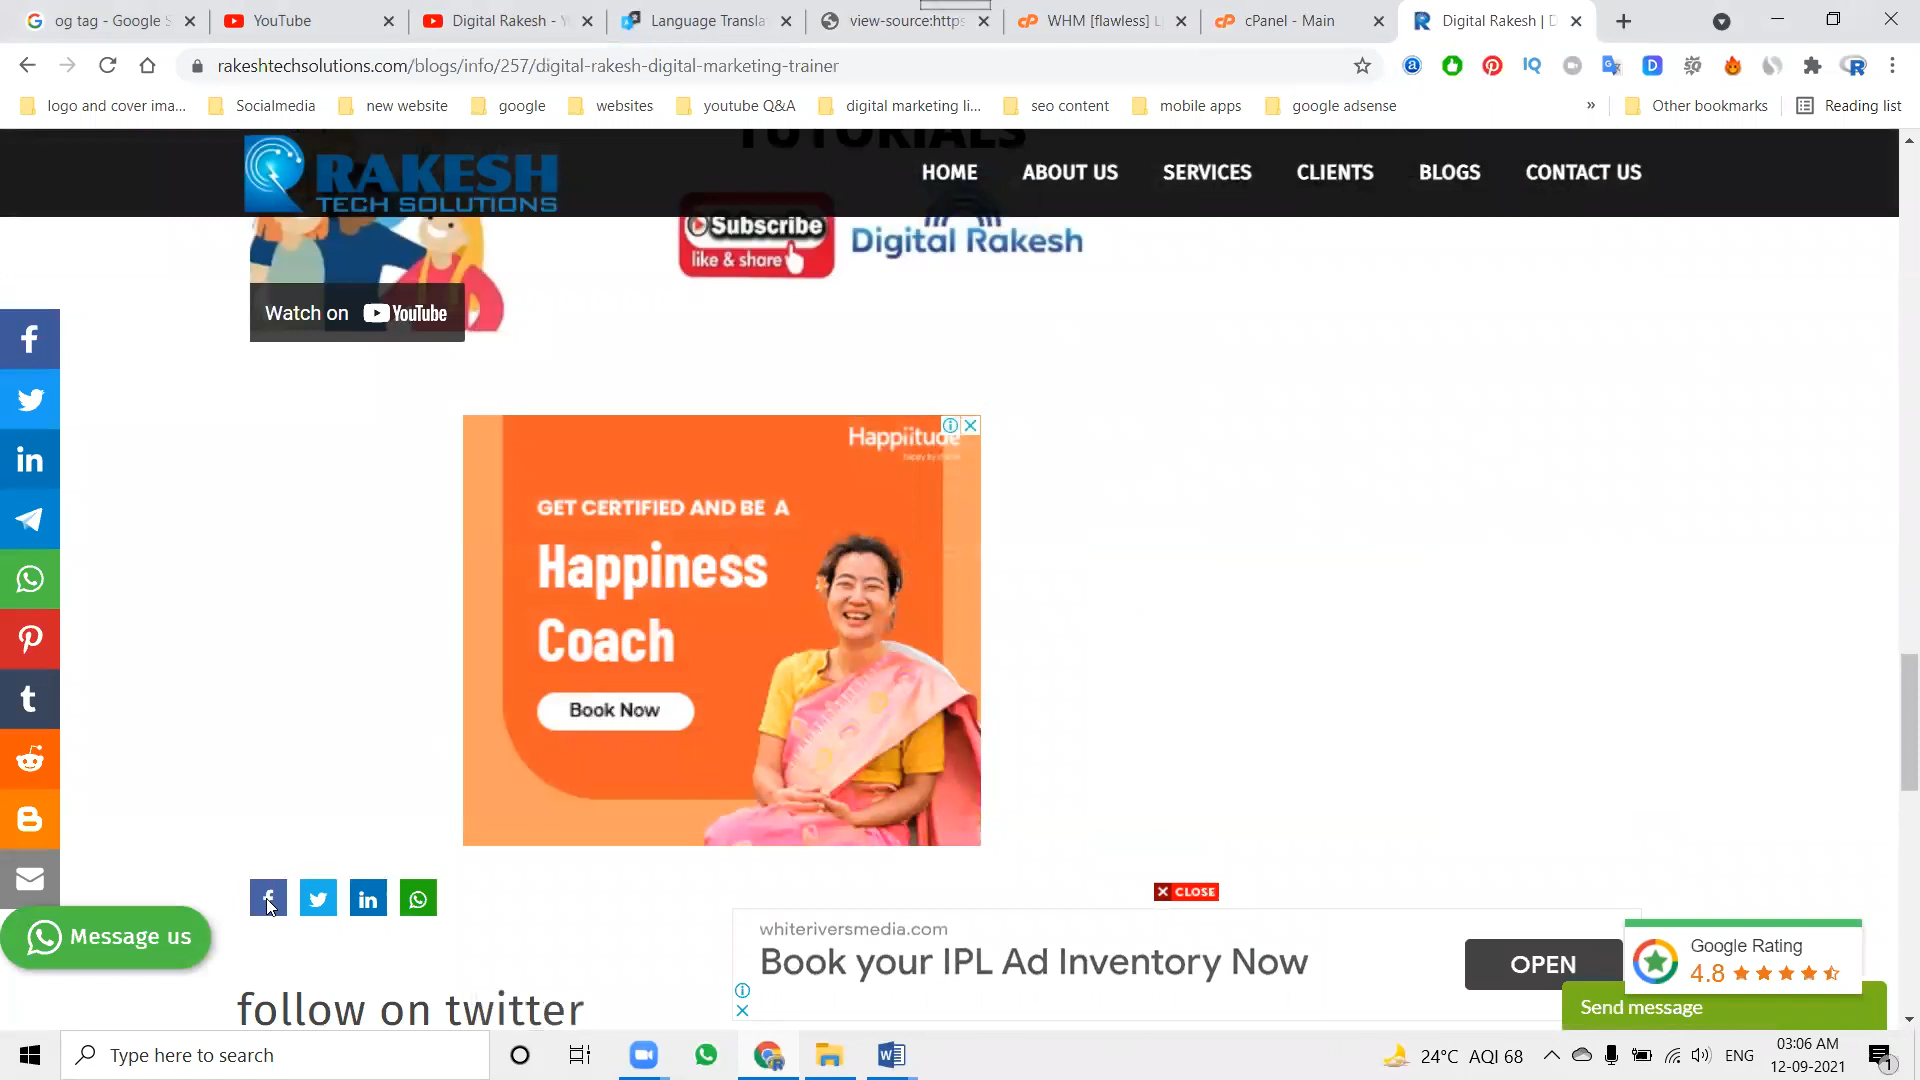 og tag - Google S
YouTube
Digital Rakesh - Y
Language Transla
view-source:https
WHM [flawless] L
cPanel - Main
Digital Rakesh | D
rakeshtechsolutions.com/blogs/info/257/digital-rakesh-digital-marketing-trainer
logo and cover ima...
Socialmedia
new website
google
websites
youtube Q&A
digital marketing li...
seo content
mobile apps
google adsense
»
Other bookmarks
Reading list
TUTORIALS
RAKESH
TECH SOLUTIONS
HOME
ABOUT US
SERVICES
CLIENTS
BLOGS
CONTACT US
Subscribe
like & share
Digital Rakesh
Watch on YouTube
Happiitude
GET CERTIFIED AND BE A
Happiness
Coach
Book Now
CLOSE
Message us
whiteriversmedia.com
Book your IPL Ad Inventory Now
OPEN
Google Rating
4.8
Send message
follow on twitter
Type here to search
24°C AQI 68
ENG
03:06 AM
12-09-2021
1